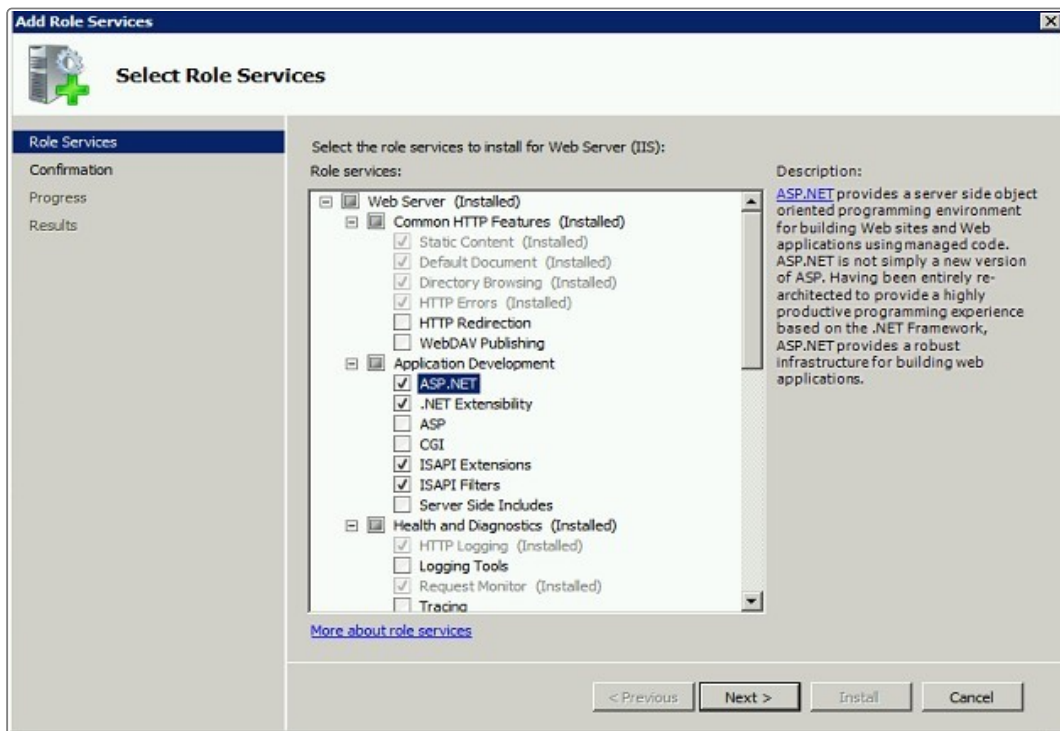 Add Role Services
Select Role Services
Role Services
Confirmation
Progress
Results
Select the role services to install for Web Server (IIS):
Role services:
Web Server (Installed)
Common HTTP Features (Installed)
Static Content (Installed)
Default Document (Installed)
Directory Browsing (Installed)
HTTP Errors (Installed)
HTTP Redirection
WebDAV Publishing
Application Development
ASP.NET
.NET Extensibility
ASP
CGI
ISAPI Extensions
ISAPI Filters
Server Side Includes
Health and Diagnostics (Installed)
HTTP Logging (Installed)
Logging Tools
Request Monitor (Installed)
Tracing
More about role services
Description:
ASP.NET provides a server side object
oriented programming environment
for building Web sites and Web
applications using managed code.
ASP.NET is not simply a new version
of ASP. Having been entirely re-
architected to provide a highly
productive programming experience
based on the .NET Framework,
ASP.NET provides a robust
infrastructure for building web
applications.
< Previous
Next >
Install
Cancel